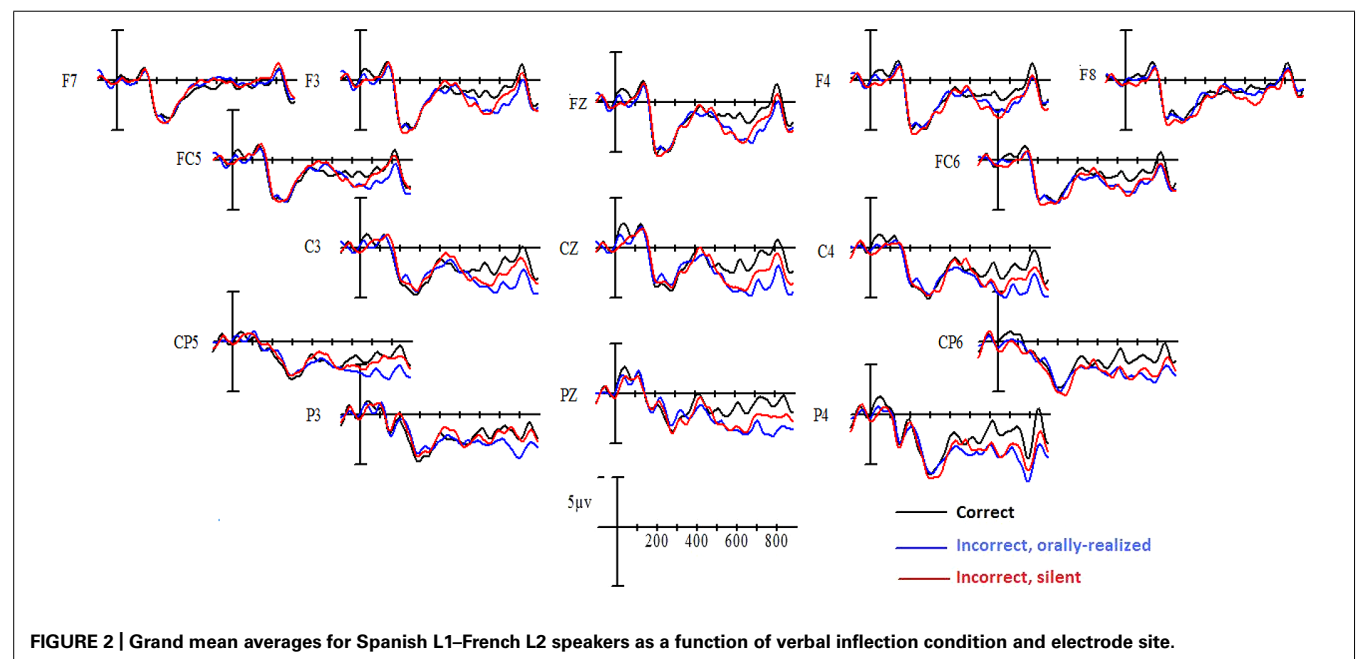 F7
F3
FZ
F4
F8
FC5
FC6
C3
CZ
C4
CP5
CP6
P3
PZ
P4
5μv
200 400 600 800
Correct
Incorrect, orally-realized
Incorrect, silent
FIGURE 2 | Grand mean averages for Spanish L1–French L2 speakers as a function of verbal inflection condition and electrode site.